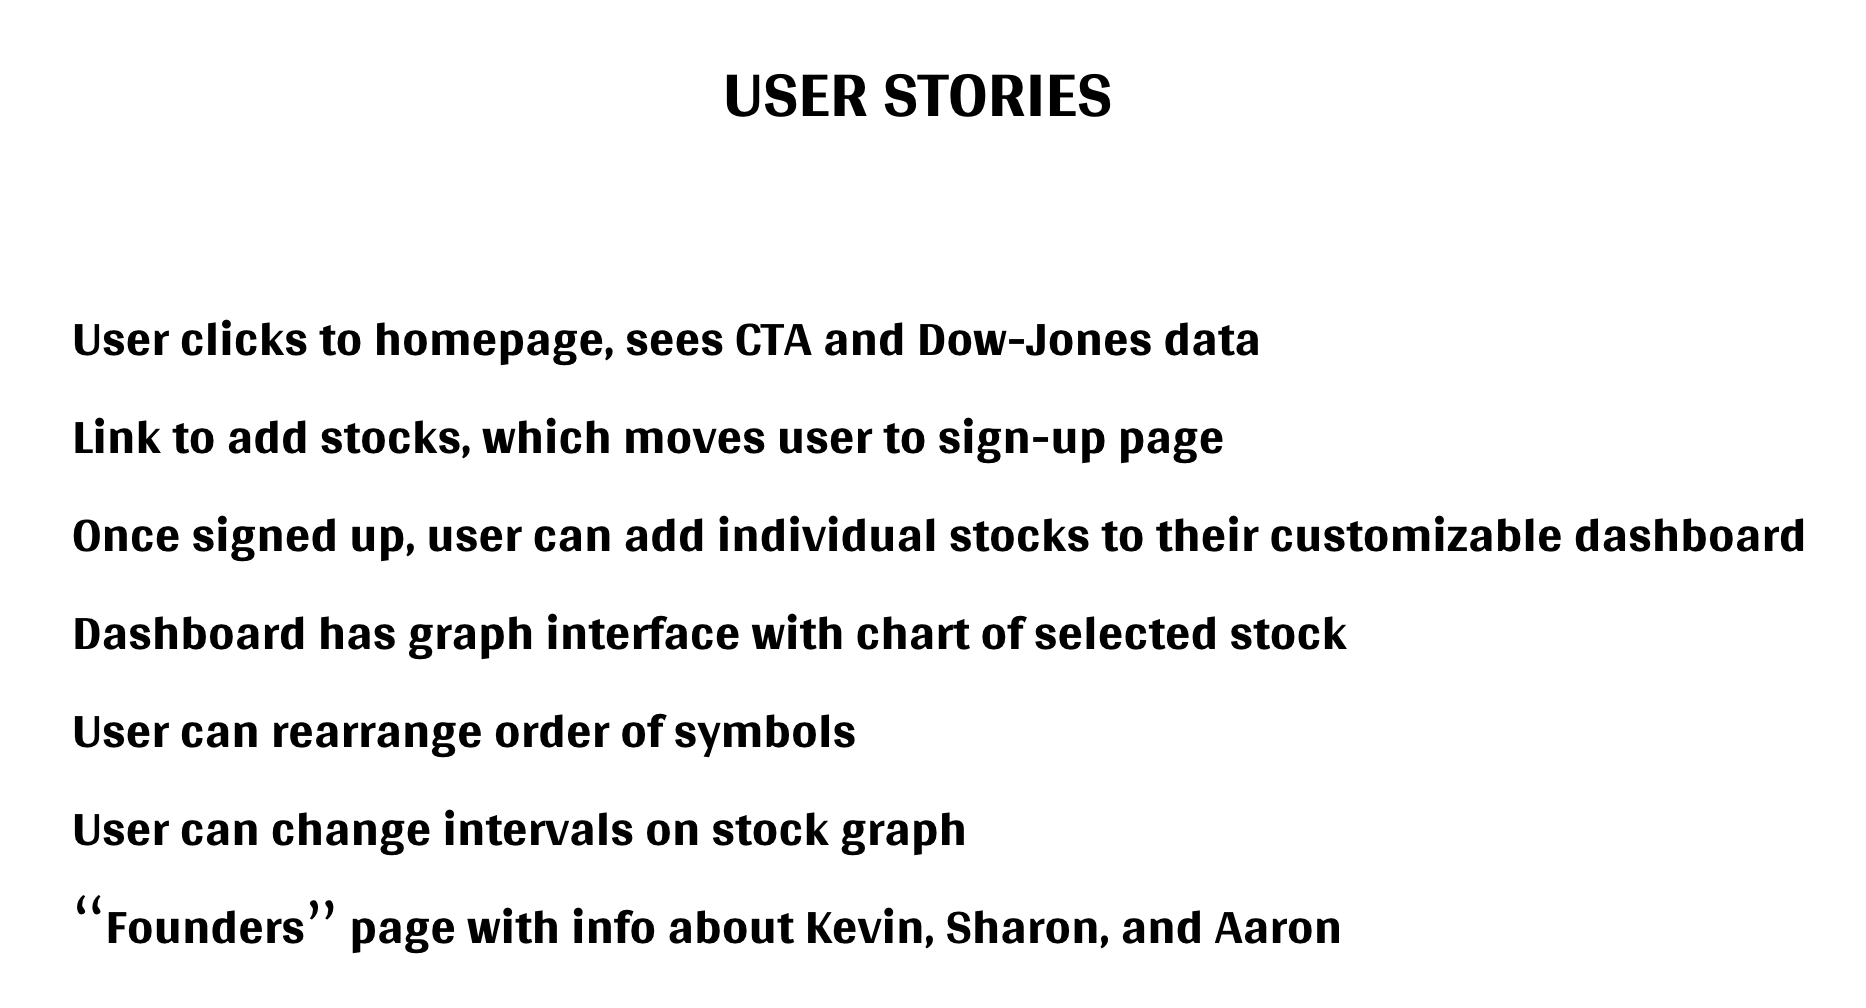 USER STORIES
User clicks to homepage, sees CTA and Dow-Jones data
Link to add stocks, which moves user to sign-up page
Once signed up, user can add individual stocks to their customizable dashboard
Dashboard has graph interface with chart of selected stock
User can rearrange order of symbols
User can change intervals on stock graph
“Founders” page with info about Kevin, Sharon, and Aaron